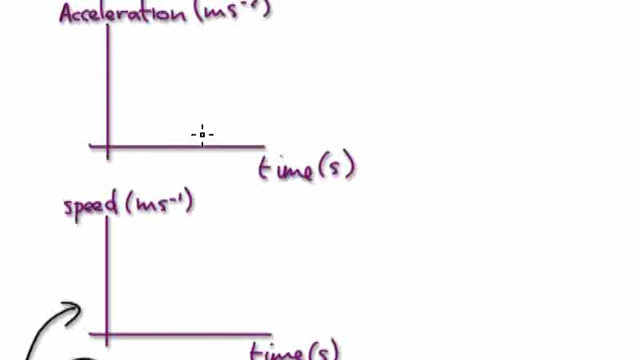 Acceleration (ms⁻²)
time(s)
speed (ms⁻¹)
time(s)